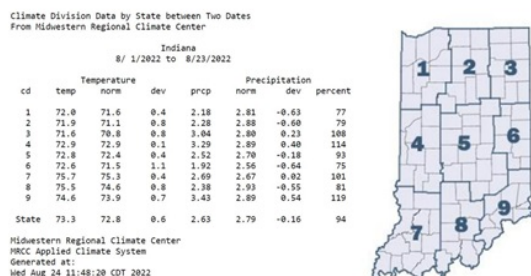 Climate Division Data by State between Two Dates
From Midwestern Regional Climate Center
Indiana
8/ 1/2022 to 8/23/2022
Temperature Precipitation
cd temp norm dev prcp norm dev percent
1 72.0 71.6 0.4 2.18 2.81 -0.63 77
2 71.9 71.1 0.8 2.28 2.88 -0.60 79
3 71.6 70.8 0.8 3.04 2.80 0.23 108
4 72.9 72.9 0.1 3.29 2.89 0.40 114
5 72.8 72.4 0.4 2.52 2.70 -0.18 93
6 72.6 71.5 1.1 1.92 2.56 -0.64 75
7 75.7 75.3 0.4 2.69 2.67 0.02 101
8 75.5 74.6 0.8 2.38 2.93 -0.55 81
9 74.6 73.9 0.7 3.43 2.89 0.54 119
State 73.3 72.8 0.6 2.63 2.79 -0.16 94
Midwestern Regional Climate Center
MRCC Applied Climate System
Generated at:
Wed Aug 24 11:48:20 CDT 2022
1 2 3
4 5 6
7 8 9